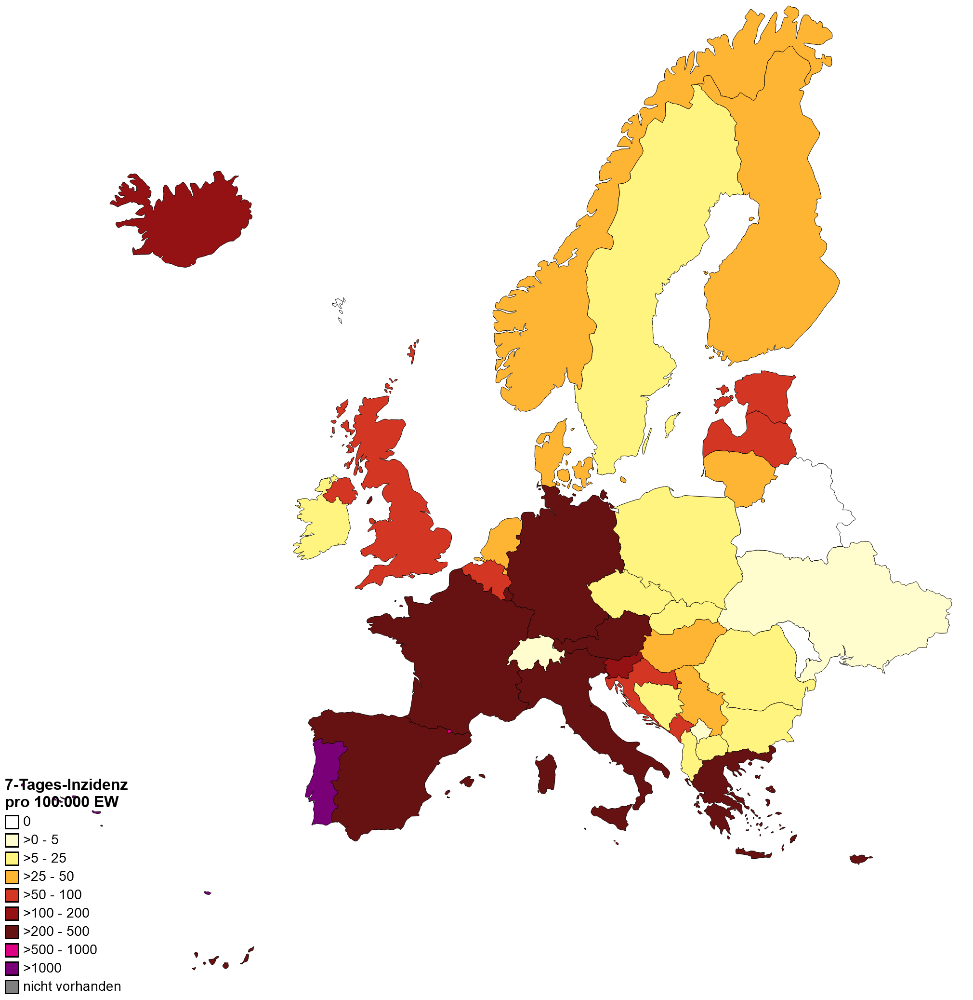 7-Tages-Inzidenz
pro 100.000 EW
0
>0 - 5
>5 - 25
>25 - 50
>50 - 100
>100 - 200
>200 - 500
>500 - 1000
>1000
nicht vorhanden